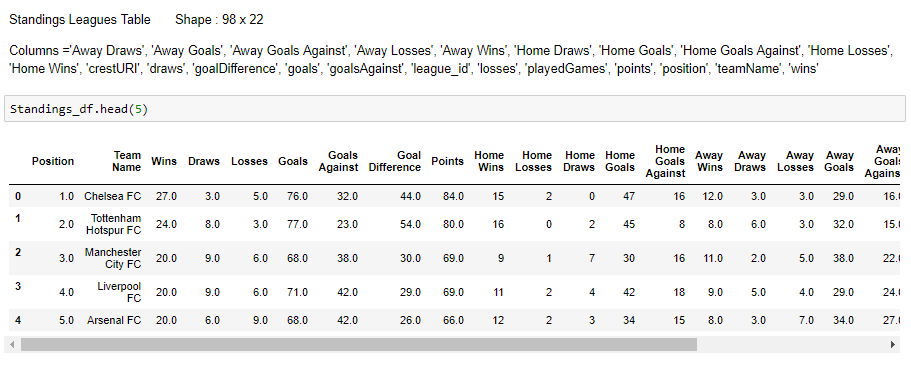 Standings Leagues Table Shape : 98 x 22
Columns ='Away Draws', 'Away Goals', 'Away Goals Against', 'Away Losses', 'Away Wins', 'Home Draws', 'Home Goals', 'Home Goals Against', 'Home Losses',
'Home Wins', 'crestURI', 'draws', 'goalDifference', 'goals', 'goalsAgainst', 'league_id', 'losses', 'playedGames', 'points', 'position', 'teamName', 'wins'
Standings_df.head(5)
Position Team Name Wins Draws Losses Goals Goals Against Goal Difference Points Home Wins Home Losses Home Draws Home Goals Home Goals Against Away Wins Away Draws Away Losses Away Goals Away Goals Against
0 1.0 Chelsea FC 27.0 3.0 5.0 76.0 32.0 44.0 84.0 15 2 0 47 16 12.0 3.0 3.0 29.0 16.0
1 2.0 Tottenham Hotspur FC 24.0 8.0 3.0 77.0 23.0 54.0 80.0 16 0 2 45 8 8.0 6.0 3.0 32.0 15.0
2 3.0 Manchester City FC 20.0 9.0 6.0 68.0 38.0 30.0 69.0 9 1 7 30 16 11.0 2.0 5.0 38.0 22.0
3 4.0 Liverpool FC 20.0 9.0 6.0 71.0 42.0 29.0 69.0 11 2 4 42 18 9.0 5.0 4.0 29.0 24.0
4 5.0 Arsenal FC 20.0 6.0 9.0 68.0 42.0 26.0 66.0 12 2 3 34 15 8.0 3.0 7.0 34.0 27.0